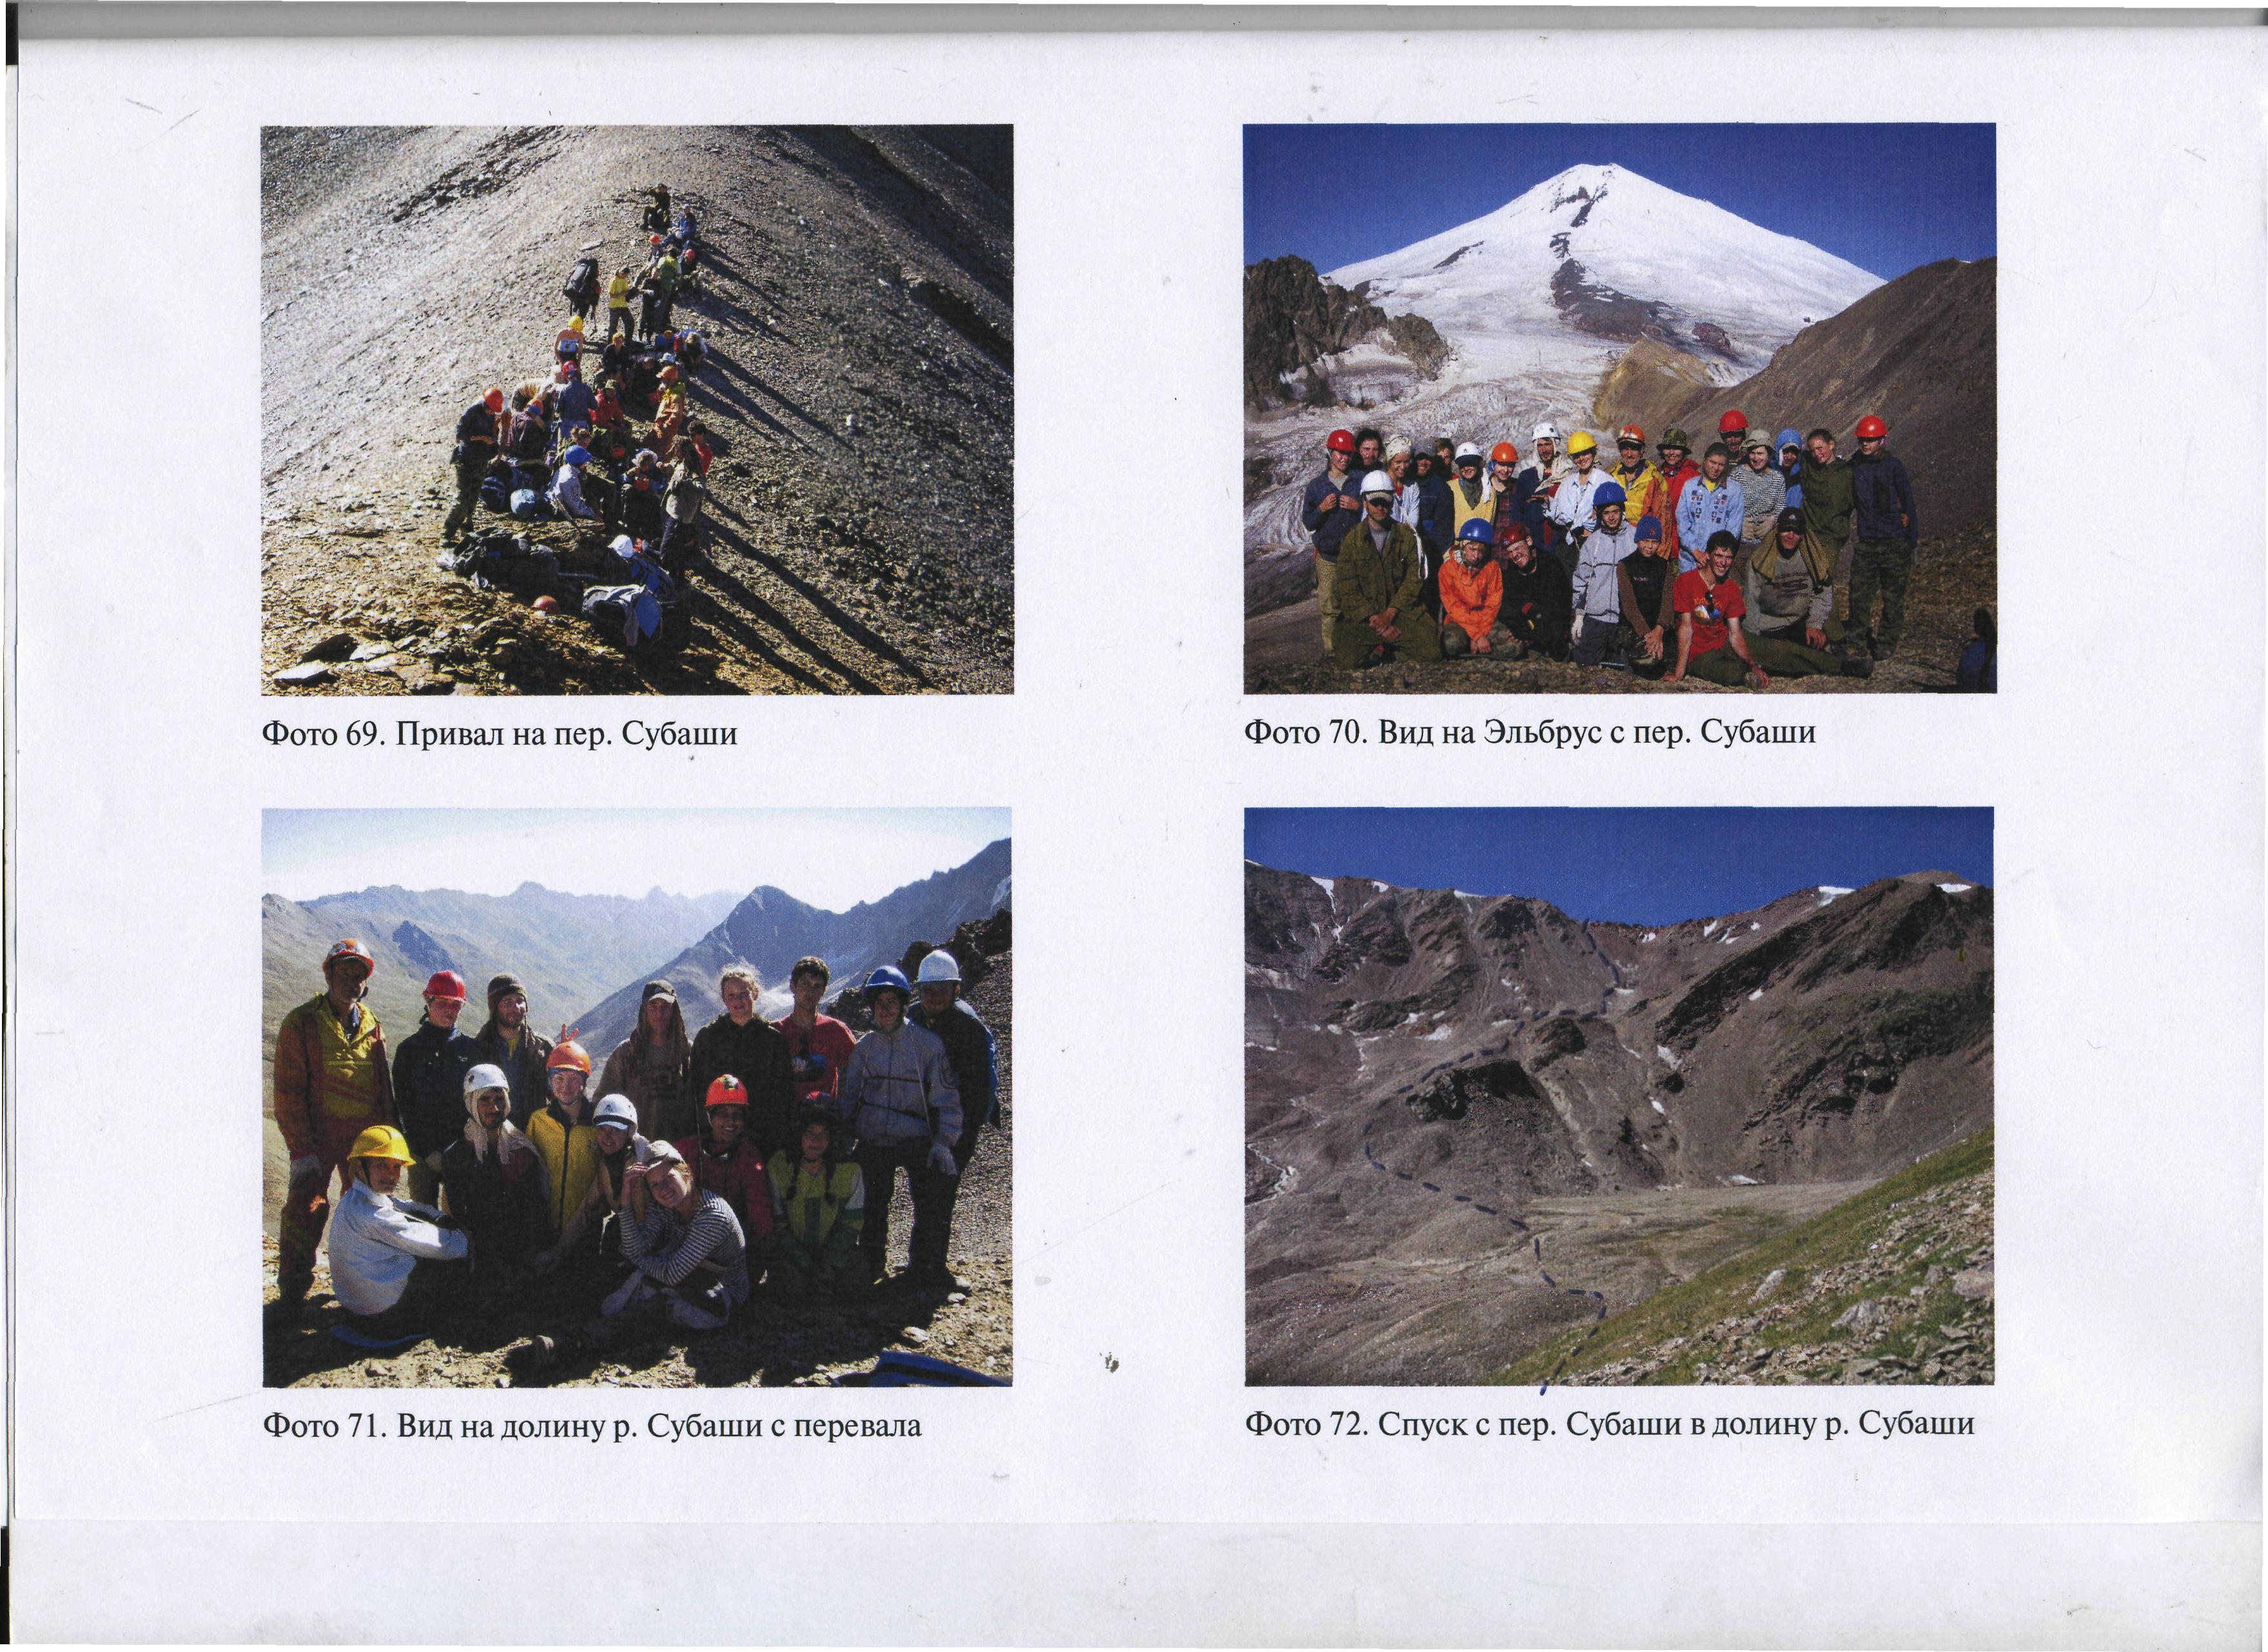 Фото 69. Привал на пер. Субаши
Фото 70. Вид на Эльбрус с пер. Субаши
Фото 71. Вид на долину р. Субаши с перевала
Фото 72. Спуск с пер. Субаши в долину р. Субаши